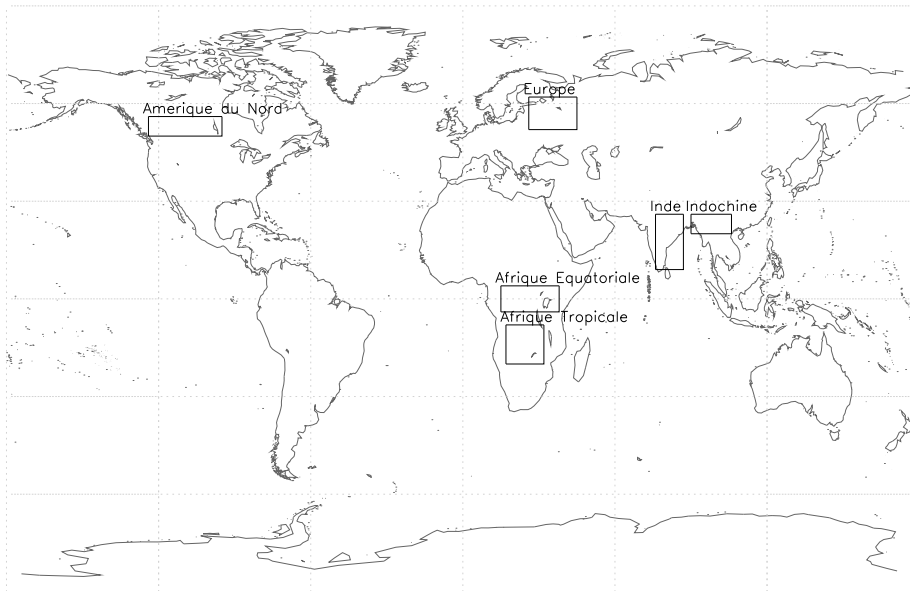 Europe
Amerique du Nord
Inde
Indochine
Afrique Equatoriale
Afrique Tropicale